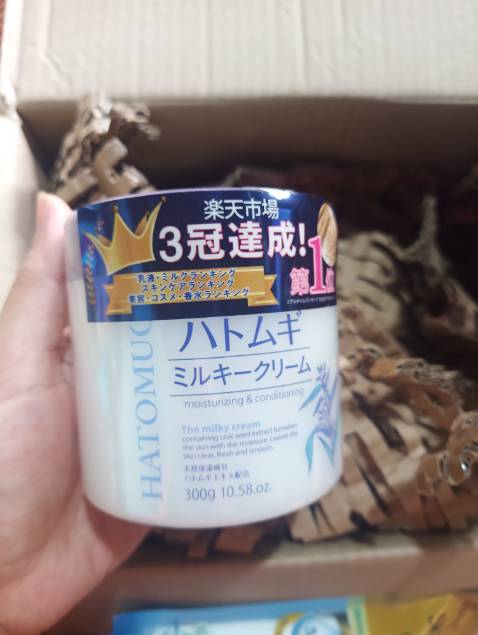 楽天市場
3冠達成!
乳液・ミルクランキング
スキンケアランキング
美容・コスメ・香水ランキング
第1位
ハトムギ
ミルキークリーム
moisturizing & conditioning
HATOMUG
The milky cream
containing coix seed extract furnishes
the skin with the moisture. Leaves the
skin clear, fresh and smooth.
天然保湿成分
ハトムギエキス配合
300g 10.58oz.